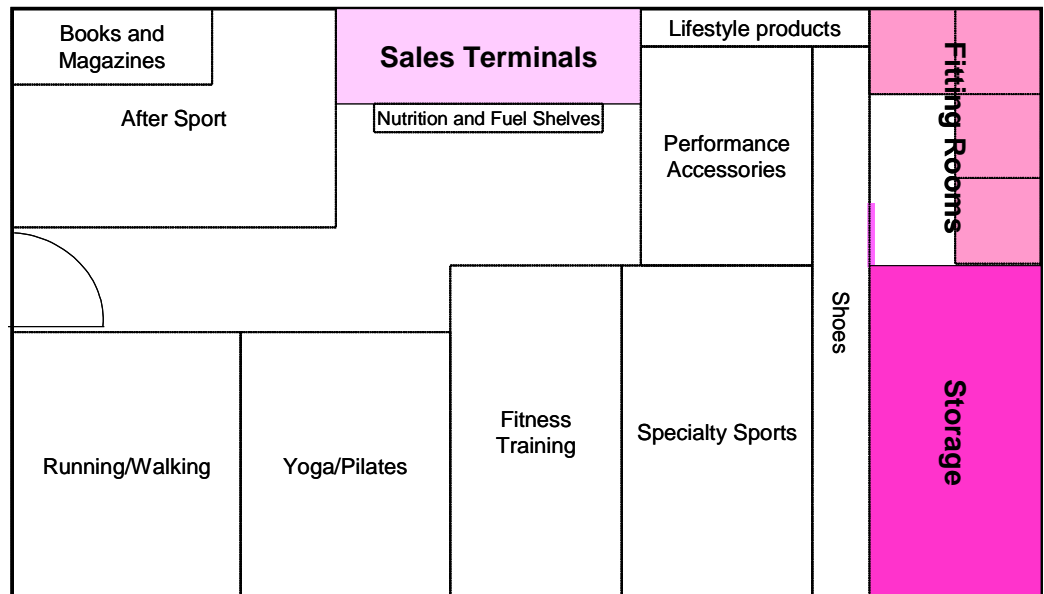 Books and
Magazines
Sales Terminals
Lifestyle products
Fitting Rooms
After Sport
Nutrition and Fuel Shelves
Performance
Accessories
Shoes
Running/Walking
Yoga/Pilates
Fitness
Training
Specialty Sports
Storage